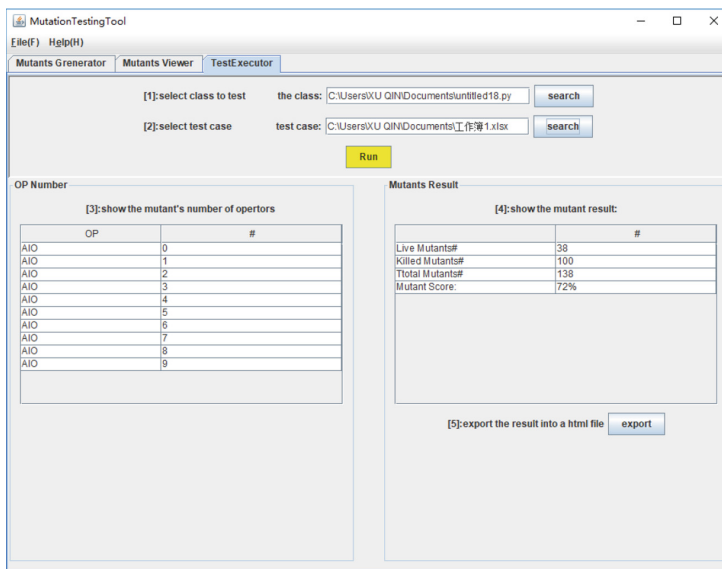 MutationTestingTool
File(F) Help(H)
Mutants Grenerator Mutants Viewer TestExecutor
[1]:select class to test the class: C:\Users\XU QIN\Documents\untitled18.py search
[2]:select test case test case: C:\Users\XU QIN\Documents\工作簿1.xlsx search
Run
OP Number
[3]:show the mutant's number of opertors
OP #
AIO 0
AIO 1
AIO 2
AIO 3
AIO 4
AIO 5
AIO 6
AIO 7
AIO 8
AIO 9
Mutants Result
[4]:show the mutant result:
#
Live Mutants# 38
Killed Mutants# 100
Ttotal Mutants# 138
Mutant Score: 72%
[5]:export the result into a html file export